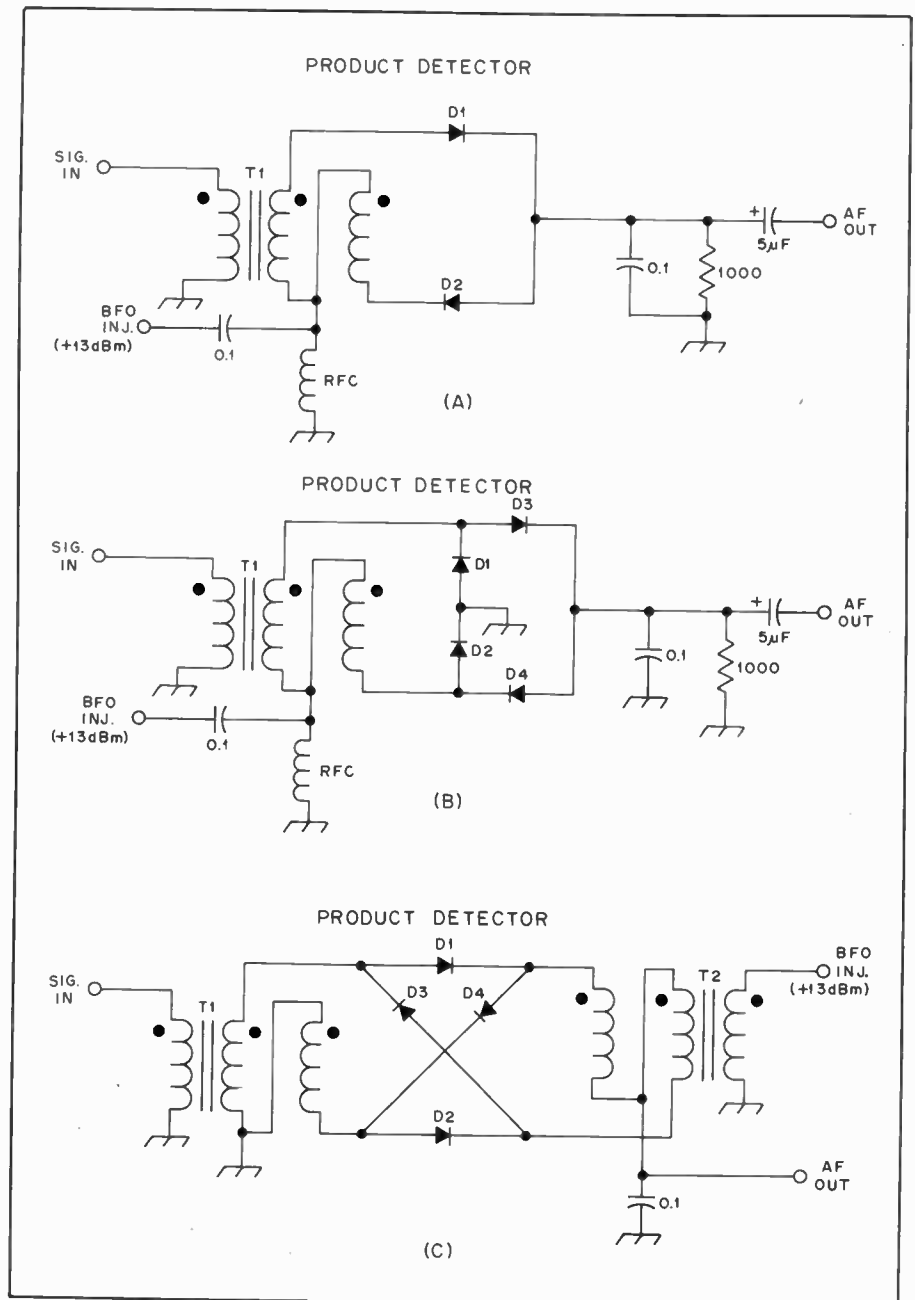 PRODUCT DETECTOR
D1
SIG.
IN
T1
+
AF
OUT
5µF
0.1
1000
D2
BFO
INJ.
(+13dBm)
0.1
RFC
(A)
PRODUCT DETECTOR
D3
SIG.
IN
T1
D1
+
AF
OUT
5µF
D2
0.1
1000
D4
BFO
INJ.
(+13dBm)
0.1
RFC
(B)
PRODUCT DETECTOR
D1
BFO
INJ.
(+13dBm)
SIG.
IN
T1
D3
D4
T2
D2
AF
OUT
0.1
(C)